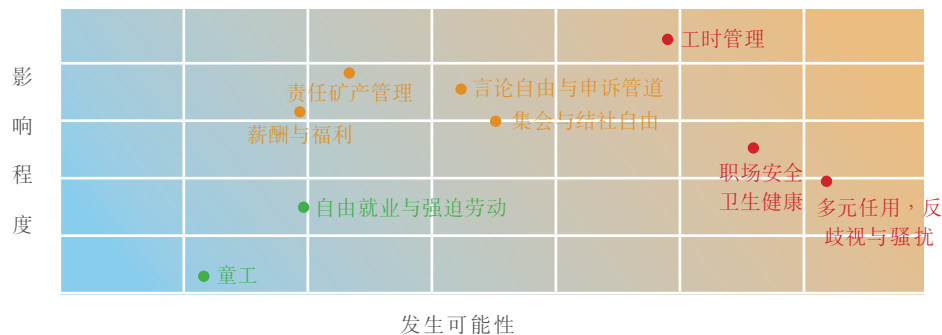 影响程度
工时管理
责任矿产管理
言论自由与申诉管道
薪酬与福利
集会与结社自由
职场安全
卫生健康
多元任用，反
歧视与骚扰
自由就业与强迫劳动
童工
发生可能性